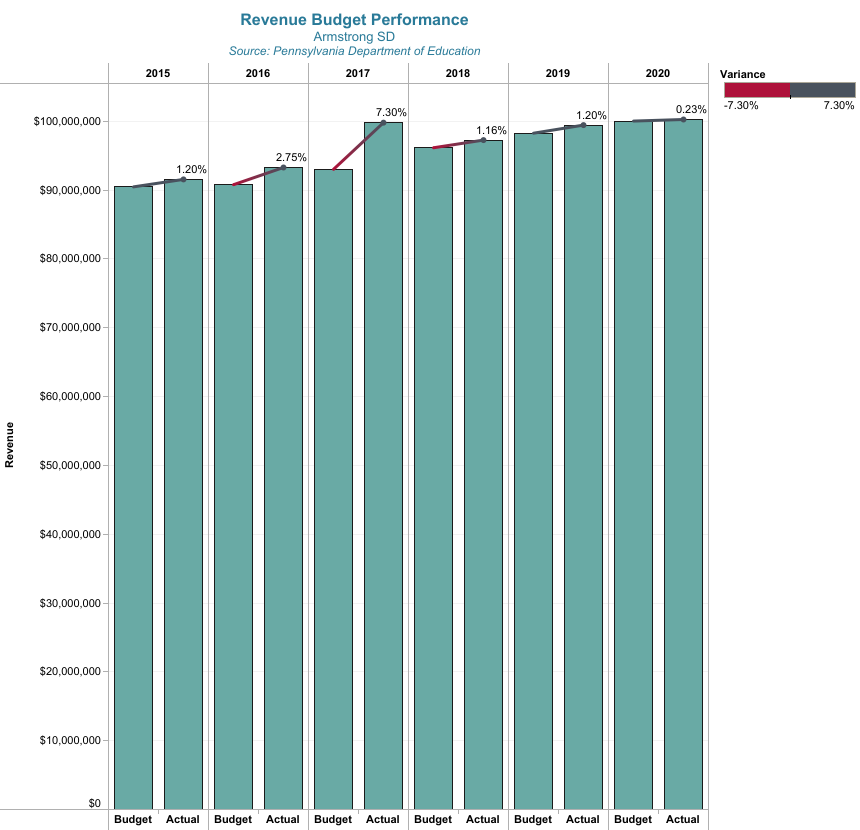 Revenue Budget Performance
Armstrong SD
Source: Pennsylvania Department of Education
2015 2016 2017 2018 2019 2020
Variance
-7.30% 7.30%
7.30%
$100,000,000
1.20% 2.75% 1.16% 1.20% 0.23%
$90,000,000
$80,000,000
$70,000,000
$60,000,000
$50,000,000
$40,000,000
$30,000,000
$20,000,000
$10,000,000
$0
Revenue
Budget Actual Budget Actual Budget Actual Budget Actual Budget Actual Budget Actual